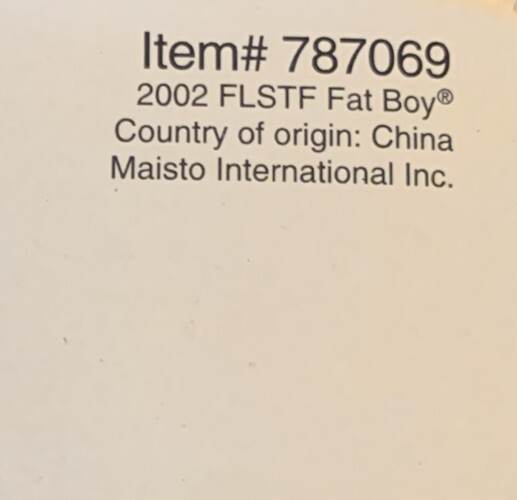 Item# 787069
2002 FLSTF Fat Boy®
Country of origin: China
Maisto International Inc.